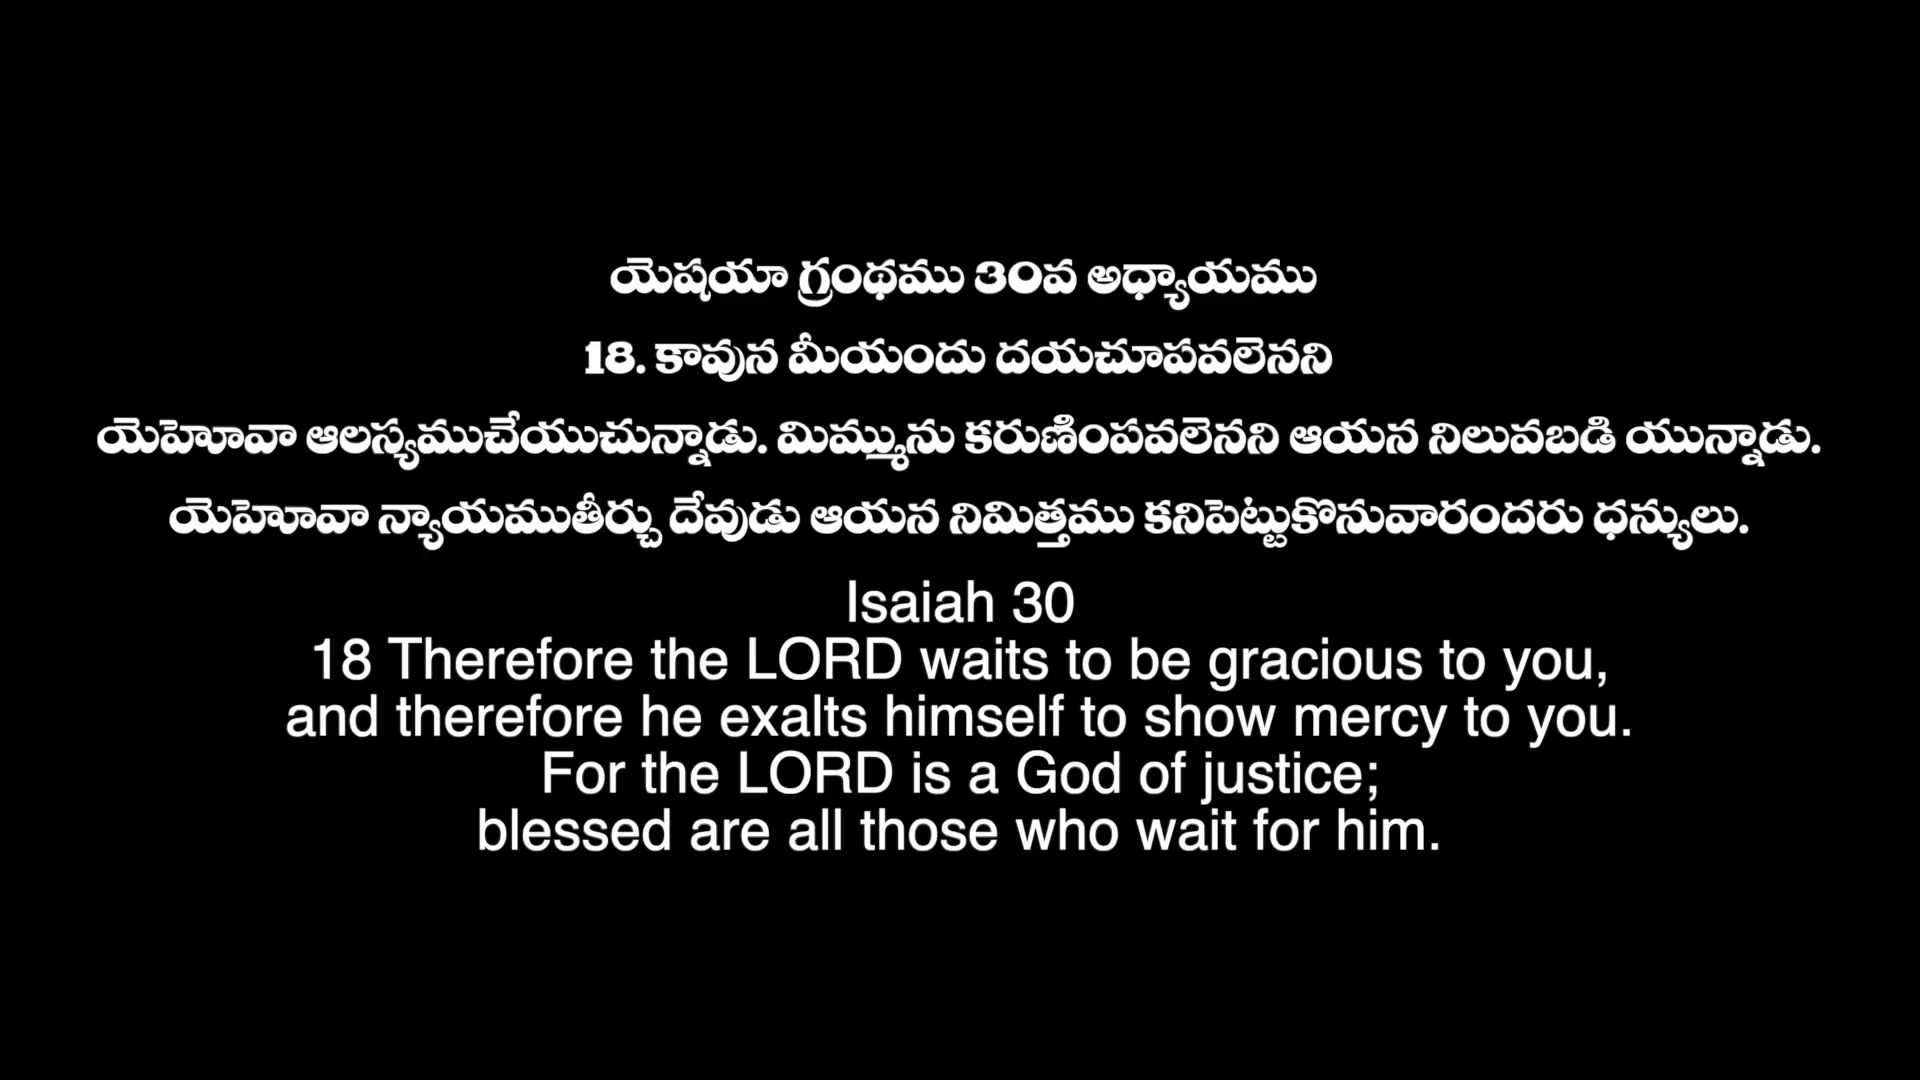 యెషయా గ్రంథము 30వ అధ్యాయము
18. కావున మీయందు దయచూపవలెనని
యెహెూవా ఆలస్యముచేయుచున్నాడు. మిమ్మును కరుణింపవలెనని ఆయన నిలువబడి యున్నాడు.
యెహెూవా న్యాయముతీర్చు దేవుడు ఆయన నిమిత్తము కనిపెట్టుకొనువారందరు ధన్యులు.
Isaiah 30
18 Therefore the LORD waits to be gracious to you,
and therefore he exalts himself to show mercy to you.
For the LORD is a God of justice;
blessed are all those who wait for him.